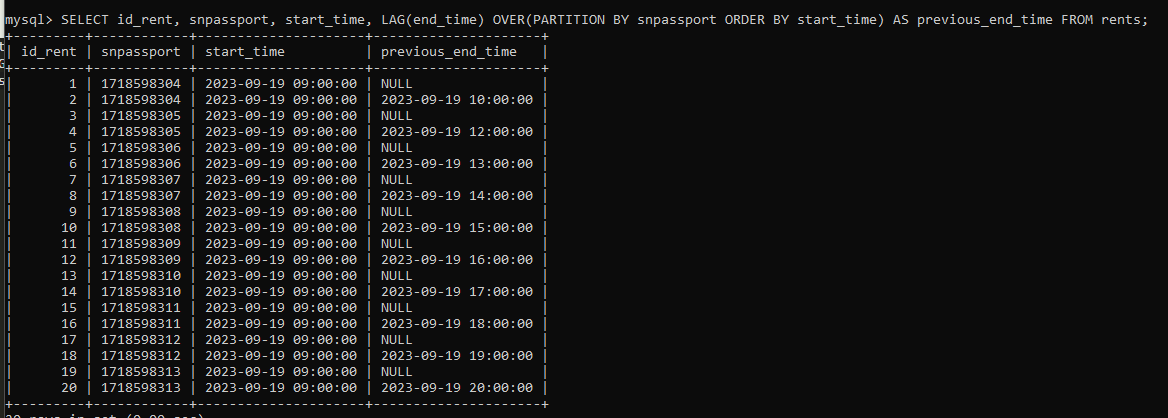 mysql> SELECT id_rent, snpassport, start_time, LAG(end_time) OVER(PARTITION BY snpassport ORDER BY start_time) AS previous_end_time FROM rents;
+---------+------------+---------------------+---------------------+
| id_rent | snpassport | start_time | previous_end_time |
+---------+------------+---------------------+---------------------+
| 1 | 1718598304 | 2023-09-19 09:00:00 | NULL |
| 2 | 1718598304 | 2023-09-19 09:00:00 | 2023-09-19 10:00:00 |
| 3 | 1718598305 | 2023-09-19 09:00:00 | NULL |
| 4 | 1718598305 | 2023-09-19 09:00:00 | 2023-09-19 12:00:00 |
| 5 | 1718598306 | 2023-09-19 09:00:00 | NULL |
| 6 | 1718598306 | 2023-09-19 09:00:00 | 2023-09-19 13:00:00 |
| 7 | 1718598307 | 2023-09-19 09:00:00 | NULL |
| 8 | 1718598307 | 2023-09-19 09:00:00 | 2023-09-19 14:00:00 |
| 9 | 1718598308 | 2023-09-19 09:00:00 | NULL |
| 10 | 1718598308 | 2023-09-19 09:00:00 | 2023-09-19 15:00:00 |
| 11 | 1718598309 | 2023-09-19 09:00:00 | NULL |
| 12 | 1718598309 | 2023-09-19 09:00:00 | 2023-09-19 16:00:00 |
| 13 | 1718598310 | 2023-09-19 09:00:00 | NULL |
| 14 | 1718598310 | 2023-09-19 09:00:00 | 2023-09-19 17:00:00 |
| 15 | 1718598311 | 2023-09-19 09:00:00 | NULL |
| 16 | 1718598311 | 2023-09-19 09:00:00 | 2023-09-19 18:00:00 |
| 17 | 1718598312 | 2023-09-19 09:00:00 | NULL |
| 18 | 1718598312 | 2023-09-19 09:00:00 | 2023-09-19 19:00:00 |
| 19 | 1718598313 | 2023-09-19 09:00:00 | NULL |
| 20 | 1718598313 | 2023-09-19 09:00:00 | 2023-09-19 20:00:00 |
+---------+------------+---------------------+---------------------+